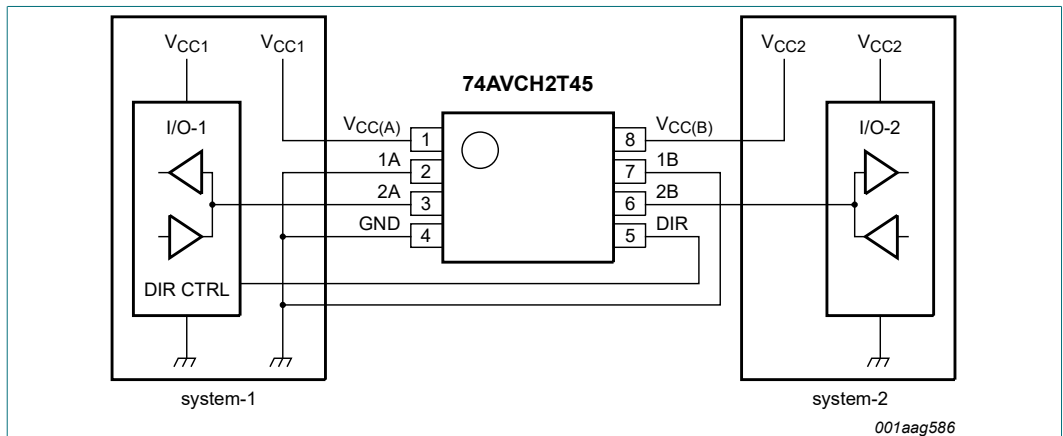 VCC1 VCC1
74AVCH2T45
VCC2 VCC2
I/O-1
VCC(A) 1
8 VCC(B)
I/O-2
1A 2
7 1B
2A 3
6 2B
GND 4
5 DIR
DIR CTRL
system-1
system-2
001aag586